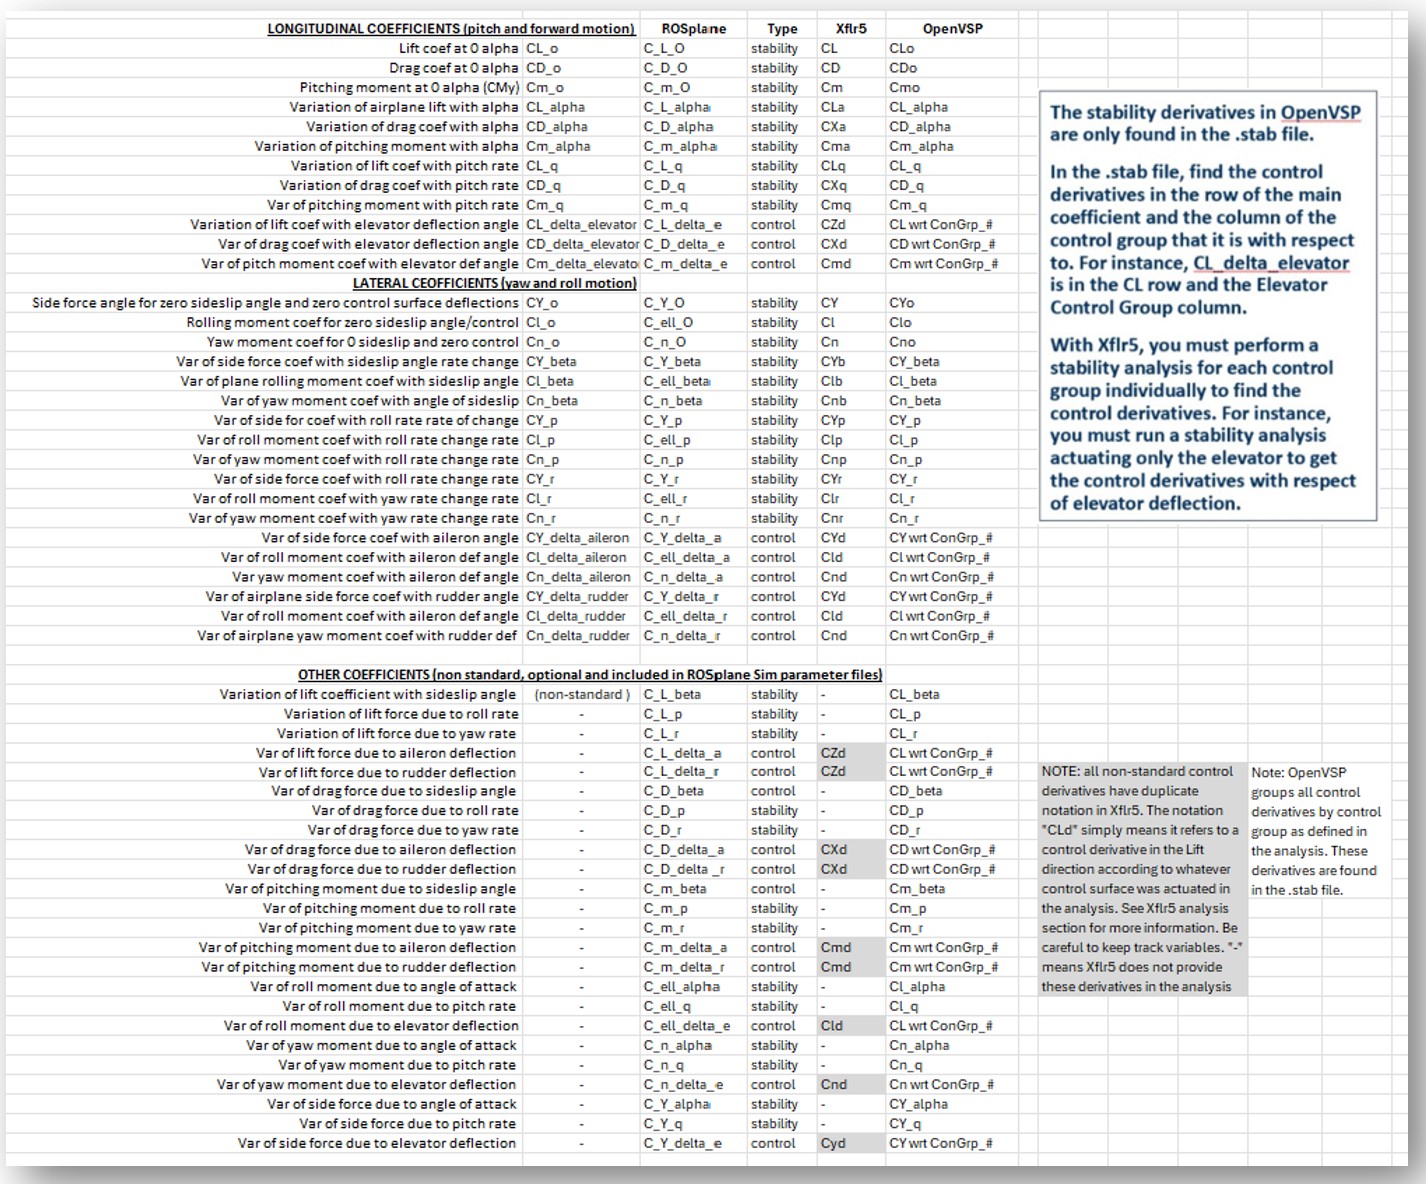 LONGITUDINAL COEFFICIENTS (pitch and forward motion) ROSplane Type Xflr5 OpenVSP
Lift coef at 0 alpha CL_o C_L_O stability CL CLo
Drag coef at 0 alpha CD_o C_D_O stability CD CDo
Pitching moment at 0 alpha (CMy) Cm_o C_m_O stability Cm Cmo
Variation of airplane lift with alpha CL_alpha C_L_alpha stability CLa CL_alpha
Variation of drag coef with alpha CD_alpha C_D_alpha stability CXa CD_alpha
Variation of pitching moment with alpha Cm_alpha C_m_alpha stability Cma Cm_alpha
Variation of lift coef with pitch rate CL_q C_L_q stability CLq CL_q
Variation of drag coef with pitch rate CD_q C_D_q stability CXq CD_q
Var of pitching moment with pitch rate Cm_q C_m_q stability Cmq Cm_q
Variation of lift coef with elevator deflection angle CL_delta_elevator C_L_delta_e control CZd CL wrt ConGrp_#
Var of drag coef with elevator deflection angle CD_delta_elevator C_D_delta_e control CXd CD wrt ConGrp_#
Var of pitch moment coef with elevator def angle Cm_delta_elevato C_m_delta_e control Cmd Cm wrt ConGrp_#
LATERAL CEOFFICIENTS (yaw and roll motion)
Side force angle for zero sideslip angle and zero control surface deflections CY_o C_Y_O stability CY CYo
Rolling moment coef for zero sideslip angle/control Cl_o C_ell_O stability Cl Clo
Yaw moment coef for 0 sideslip and zero control Cn_o C_n_O stability Cn Cno
Var of side force coef with sideslip angle rate change CY_beta C_Y_beta stability CYb CY_beta
Var of plane rolling moment coef with sideslip angle Cl_beta C_ell_beta stability Clb Cl_beta
Var of yaw moment coef with angle of sideslip Cn_beta C_n_beta stability Cnb Cn_beta
Var of side for coef with roll rate rate of change CY_p C_Y_p stability CYp CY_p
Var of roll moment coef with roll rate change rate Cl_p C_ell_p stability Clp Cl_p
Var of yaw moment coef with roll rate change rate Cn_p C_n_p stability Cnp Cn_p
Var of side force coef with roll rate CY_r C_Y_r stability CYr CY_r
Var of roll moment coef with yaw rate change rate Cl_r C_ell_r stability Clr Cl_r
Var of yaw moment coef with yaw rate change rate Cn_r C_n_r stability Cnr Cn_r
Var of side force coef with aileron angle CY_delta_aileron C_Y_delta_a control CYd CY wrt ConGrp_#
Var of roll moment coef with aileron def angle Cl_delta_aileron C_ell_delta_a control Cld Cl wrt ConGrp_#
Var yaw moment coef with aileron def angle Cn_delta_aileron C_n_delta_a control Cnd Cn wrt ConGrp_#
Var of airplane side force coef with rudder angle CY_delta_rudder C_Y_delta_r control CYd CY wrt ConGrp_#
Var of roll moment coef with aileron def angle Cl_delta_rudder C_ell_delta_r control Cld Cl wrt ConGrp_#
Var of airplane yaw moment coef with rudder def Cn_delta_rudder C_n_delta_r control Cnd Cn wrt ConGrp_#
OTHER COEFFICIENTS (non standard, optional and included in ROSplane Sim parameter files)
Variation of lift coefficient with sideslip angle (non-standard ) C_L_beta stability - CL_beta
Variation of lift force due to roll rate - C_L_p stability - CL_p
Variation of lift force due to yaw rate - C_L_r stability - CL_r
Var of lift force due to aileron deflection - C_L_delta_a control CZd CL wrt ConGrp_#
Var of lift force due to rudder deflection - C_L_delta_r control CZd CL wrt ConGrp_#
Var of drag force due to sideslip angle - C_D_beta control - CD_beta
Var of drag force due to roll rate - C_D_p stability - CD_p
Var of drag force due to yaw rate - C_D_r stability - CD_r
Var of drag force due to aileron deflection - C_D_delta_a control CXd CD wrt ConGrp_#
Var of drag force due to rudder deflection - C_D_delta _r control CXd CD wrt ConGrp_#
Var of pitching moment due to sideslip angle - C_m_beta control - Cm_beta
Var of pitching moment due to roll rate - C_m_p stability - Cm_p
Var of pitching moment due to yaw rate - C_m_r stability - Cm_r
Var of pitching moment due to aileron deflection - C_m_delta_a control Cmd Cm wrt ConGrp_#
Var of pitching moment due to rudder deflection - C_m_delta_r control Cmd Cm wrt ConGrp_#
Var of roll moment due to angle of attack - C_ell_alpha stability - Cl_alpha
Var of roll moment due to pitch rate - C_ell_q stability - Cl_q
Var of roll moment due to elevator deflection - C_ell_delta_e control Cld CL wrt ConGrp_#
Var of yaw moment due to angle of attack - C_n_alpha stability - Cn_alpha
Var of yaw moment due to pitch rate - C_n_q stability - Cn_q
Var of yaw moment due to elevator deflection - C_n_delta_e control Cnd Cn wrt ConGrp_#
Var of side force due to angle of attack - C_Y_alpha stability - CY_alpha
Var of side force due to pitch rate - C_Y_q stability - CY_q
Var of side force due to elevator deflection - C_Y_delta_e control Cyd CY wrt ConGrp_#
The stability derivatives in OpenVSP
are only found in the .stab file.
In the .stab file, find the control
derivatives in the row of the main
coefficient and the column of the
control group that it is with respect
to. For instance, CL_delta_elevator
is in the CL row and the Elevator
Control Group column.
With Xflr5, you must perform a
stability analysis for each control
group individually to find the
control derivatives. For instance,
you must run a stability analysis
actuating only the elevator to get
the control derivatives with respect
of elevator deflection.
NOTE: all non-standard control
derivatives have duplicate
notation in Xflr5. The notation
"CLd" simply means it refers to a
control derivative in the Lift
direction according to whatever
control surface was actuated in
the analysis. See Xflr5 analysis
section for more information. Be
careful to keep track variables. "-"
means Xflr5 does not provide
these derivatives in the analysis
Note: OpenVSP
groups all control
derivatives by control
group as defined in
the analysis. These
derivatives are found
in the .stab file.